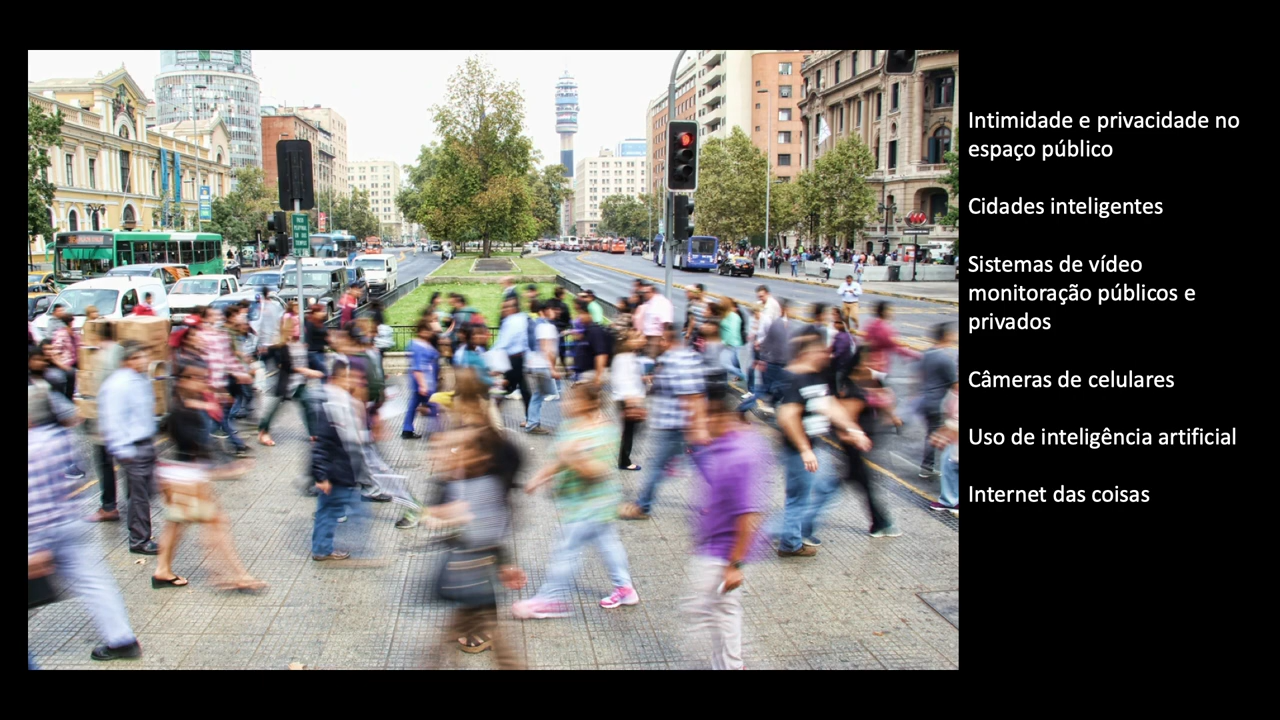 Intimidade e privacidade no
espaço público
Cidades inteligentes
Sistemas de vídeo
monitoração públicos e
privados
Câmeras de celulares
Uso de inteligência artificial
Internet das coisas